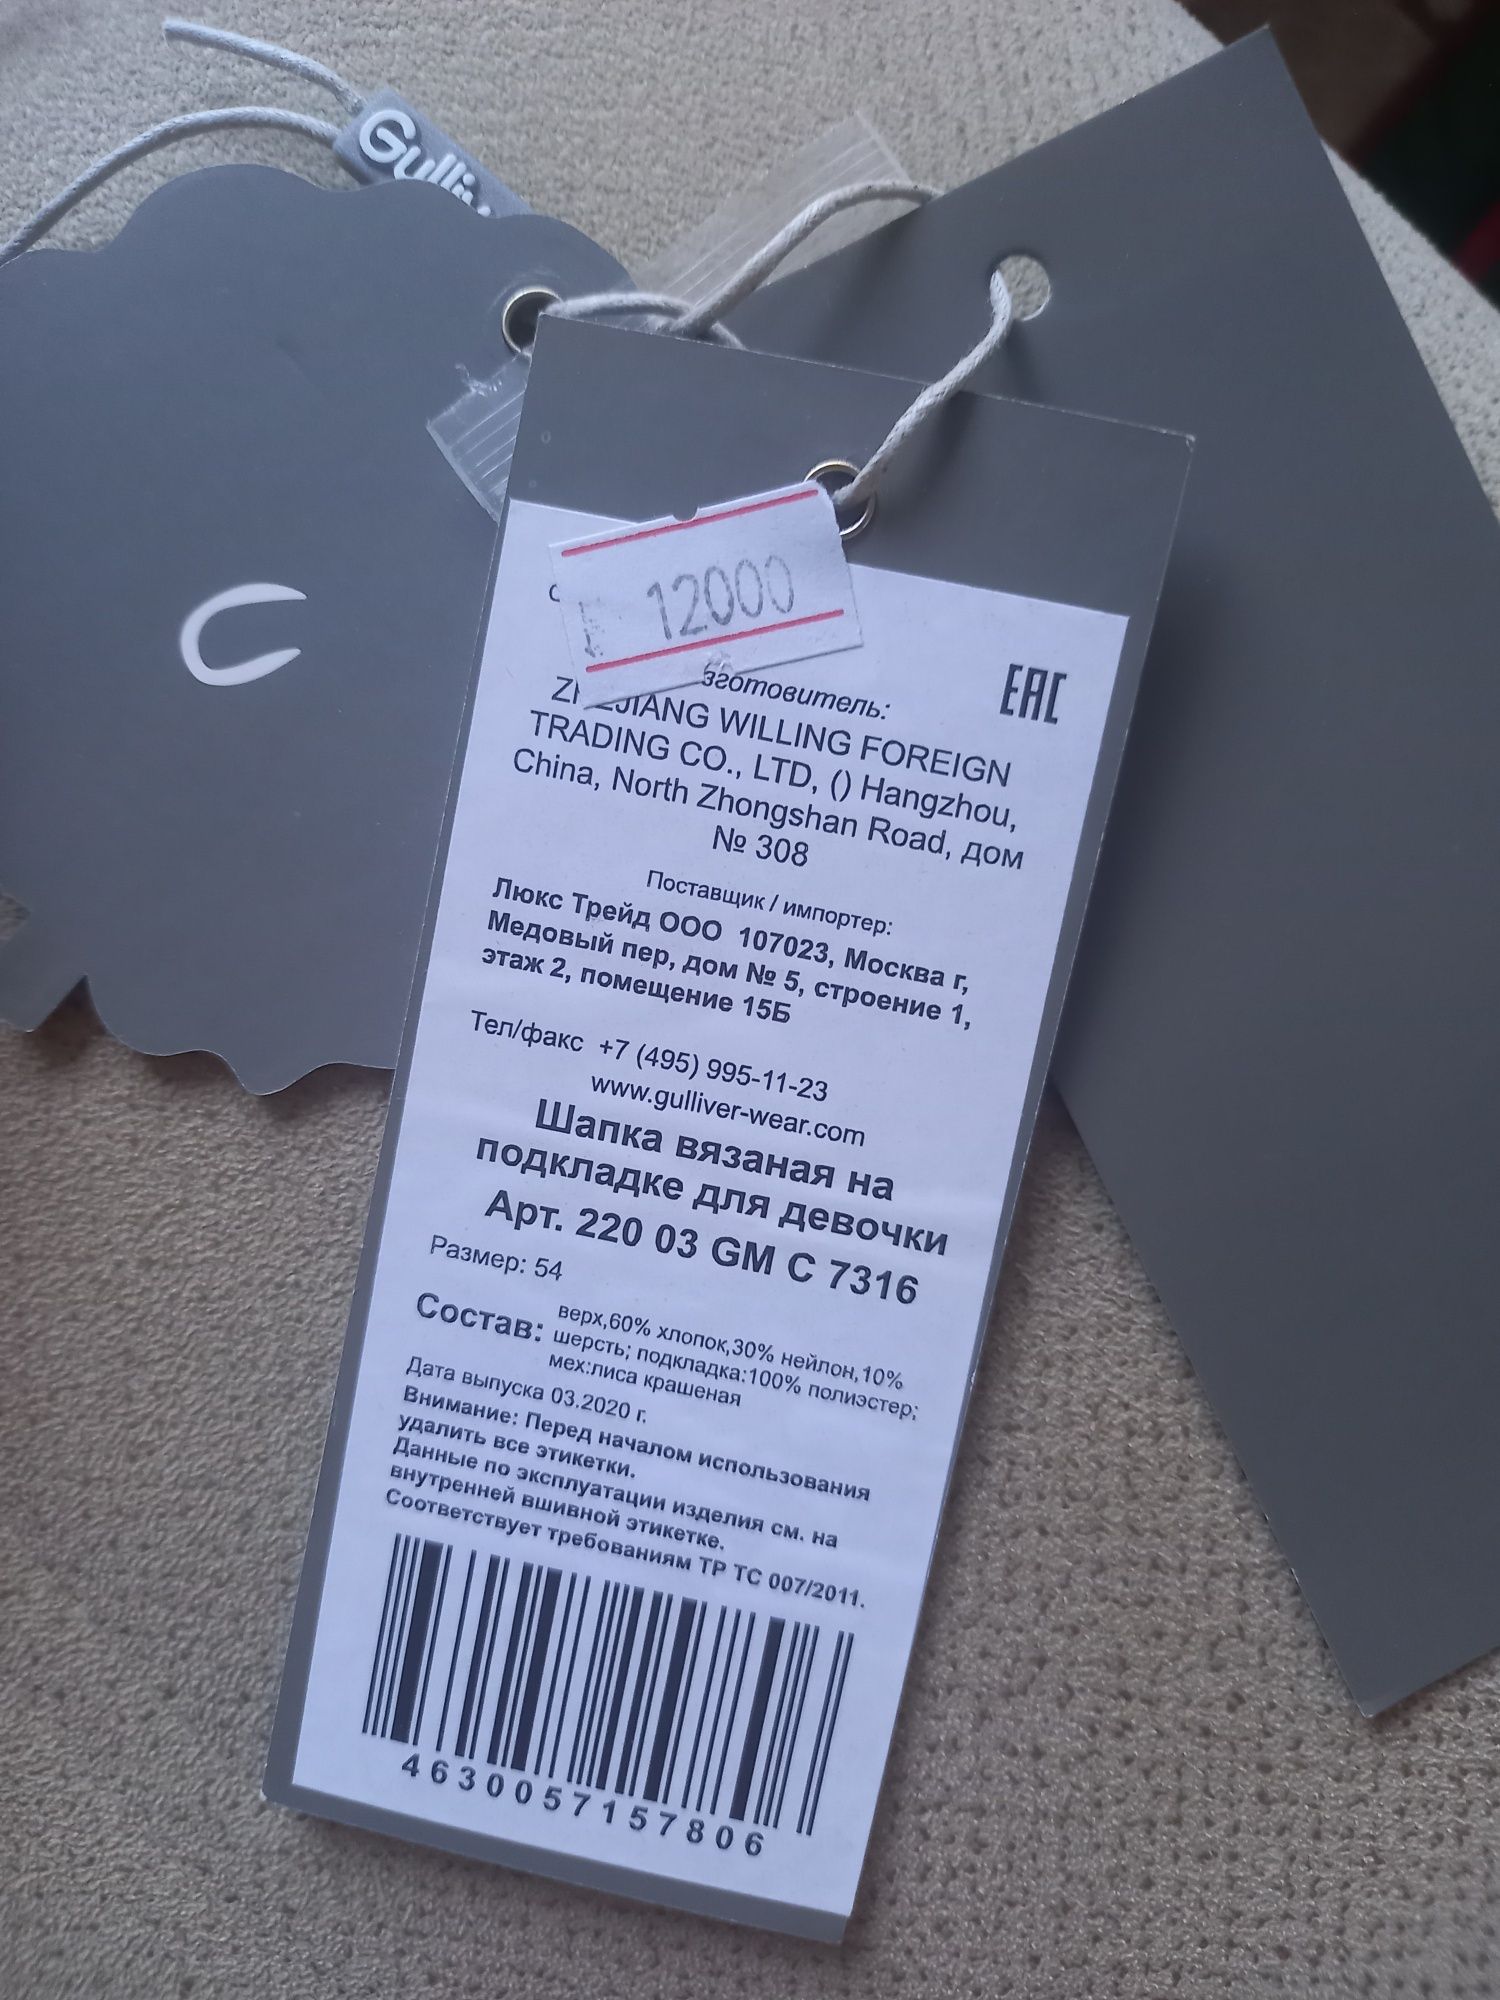 12000
EAC
ZHEJIANG WILLING FOREIGN
TRADING CO., LTD, () Hangzhou,
China, North Zhongshan Road, дом
№ 308
Поставщик / импортер:
Люкс Трейд ООО 107023, Москва г,
Медовый пер, дом № 5, строение 1,
этаж 2, помещение 15Б
Тел/факс +7 (495) 995-11-23
www.gulliver-wear.com
Шапка вязаная на
подкладке для девочки
Арт. 220 03 GM C 7316
Размер: 54
Состав: верх,60% хлопок,30% нейлон,10%
шерсть; подкладка:100% полиэстер;
мех:лиса крашеная
Дата выпуска 03.2020 г.
Внимание: Перед началом использования
удалить все этикетки.
Данные по эксплуатации изделия см. на
внутренней вшивной этикетке.
Соответствует требованиям ТР ТС 007/2011.
4630057157806